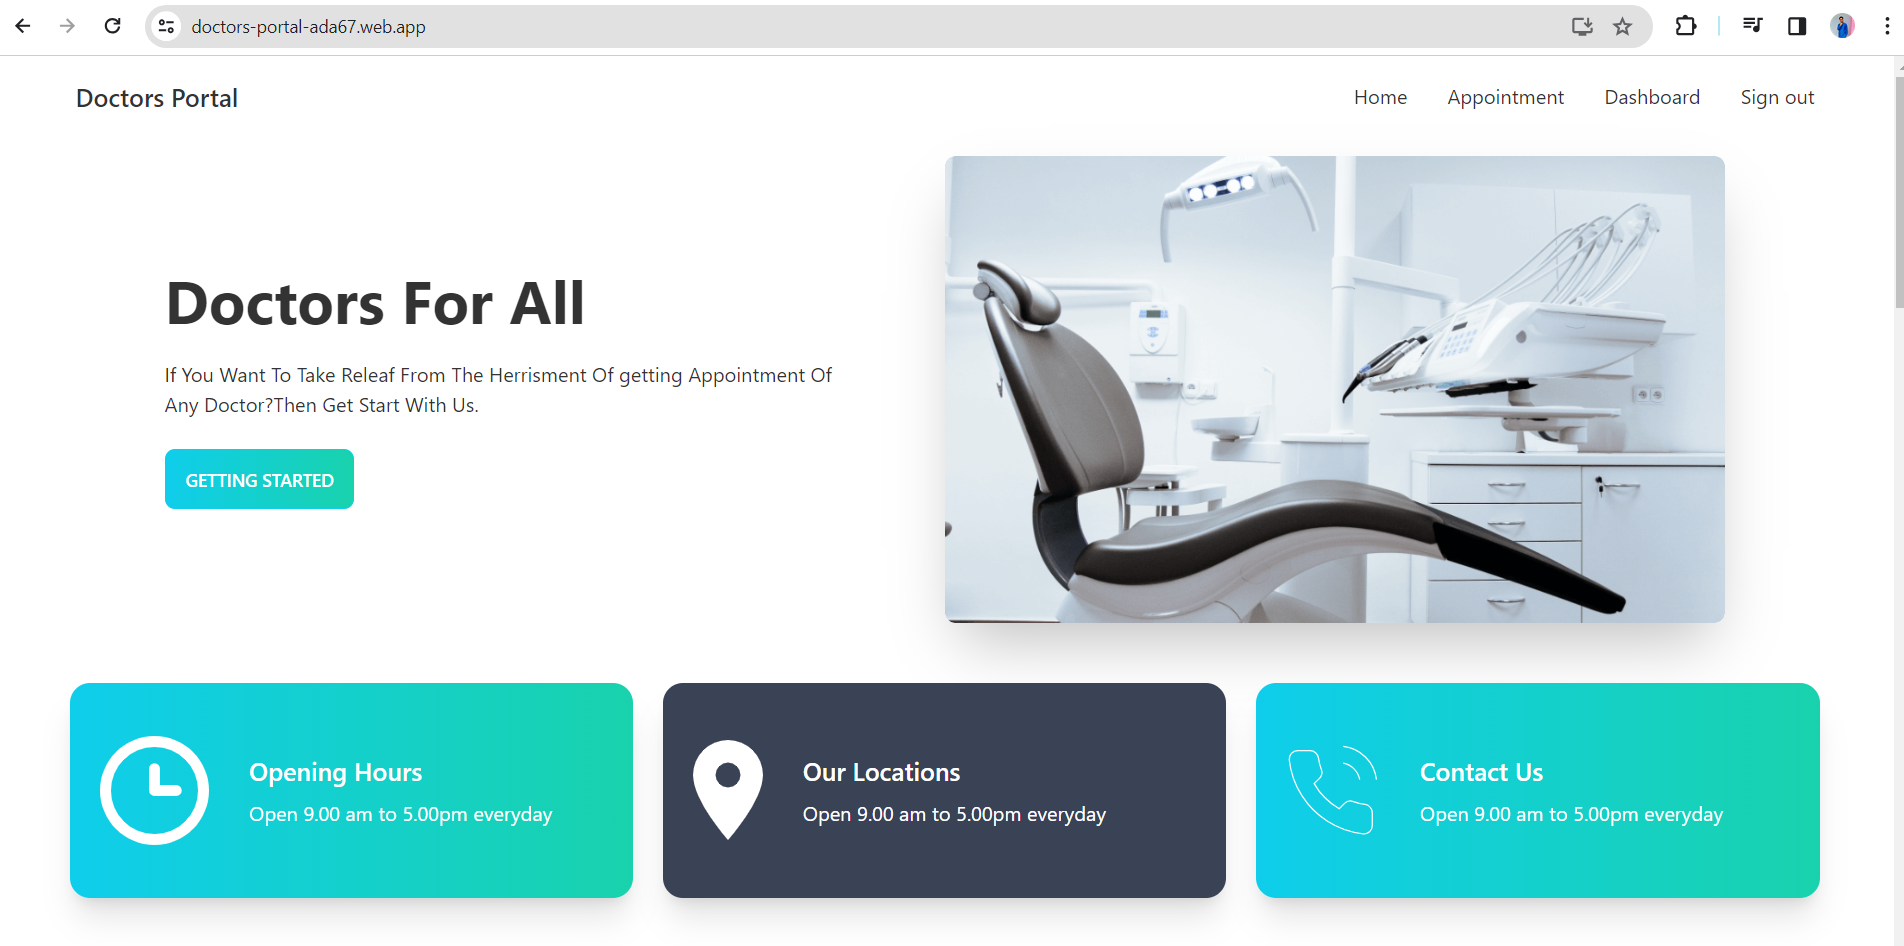 doctors-portal-ada67.web.app
Doctors Portal
Home Appointment Dashboard Sign out
Doctors For All
If You Want To Take Releaf From The Herrisment Of getting Appointment Of
Any Doctor?Then Get Start With Us.
GETTING STARTED
Opening Hours
Open 9.00 am to 5.00pm everyday
Our Locations
Open 9.00 am to 5.00pm everyday
Contact Us
Open 9.00 am to 5.00pm everyday